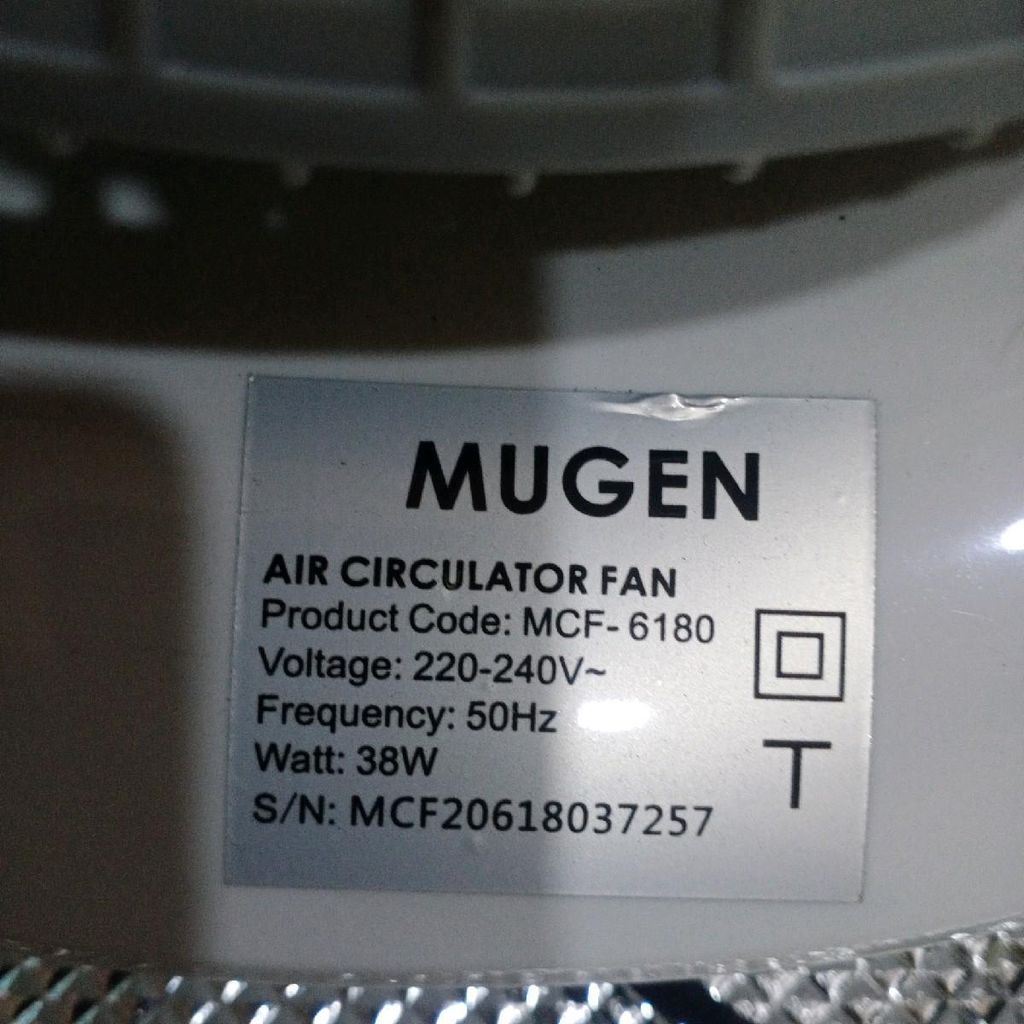 MUGEN
AIR CIRCULATOR FAN
Product Code: MCF- 6180
Voltage: 220-240V~
Frequency: 50Hz
Watt: 38W
S/N: MCF20618037257
T